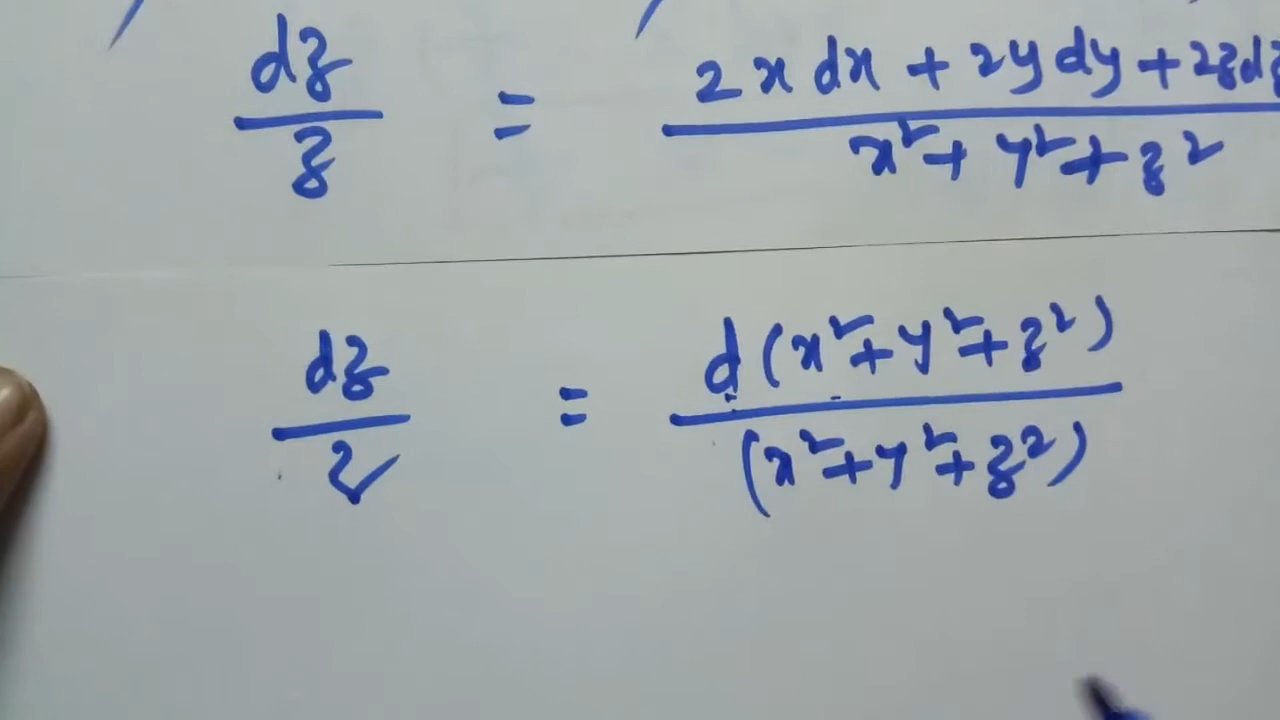 dz/z = (2x dx + 2y dy + 2z dz)/(x² + y² + z²)
dz/z = d(x² + y² + z²)/(x² + y² + z²)